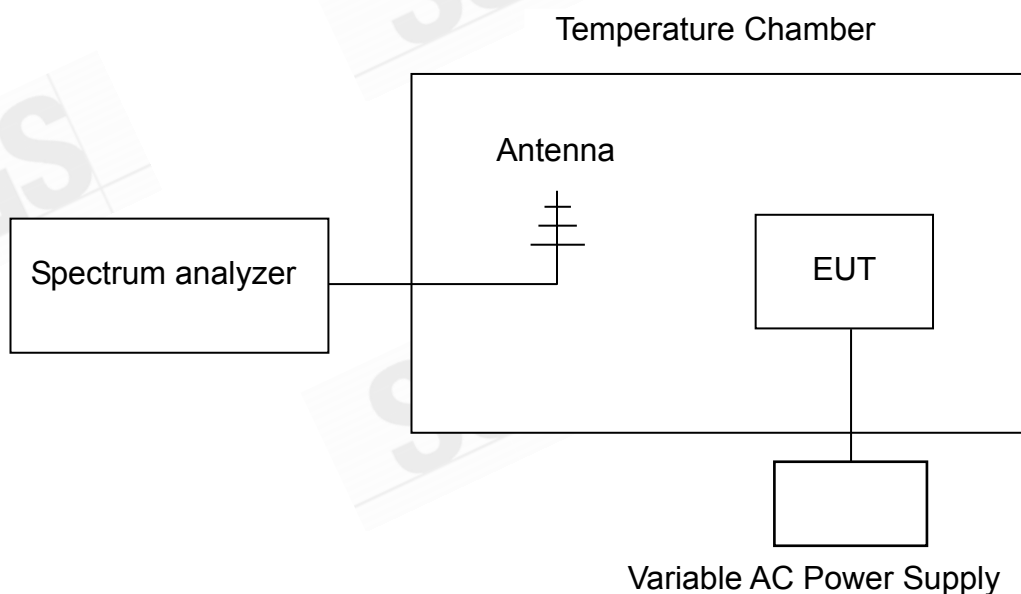 Temperature Chamber
Antenna
Spectrum analyzer
EUT
Variable AC Power Supply